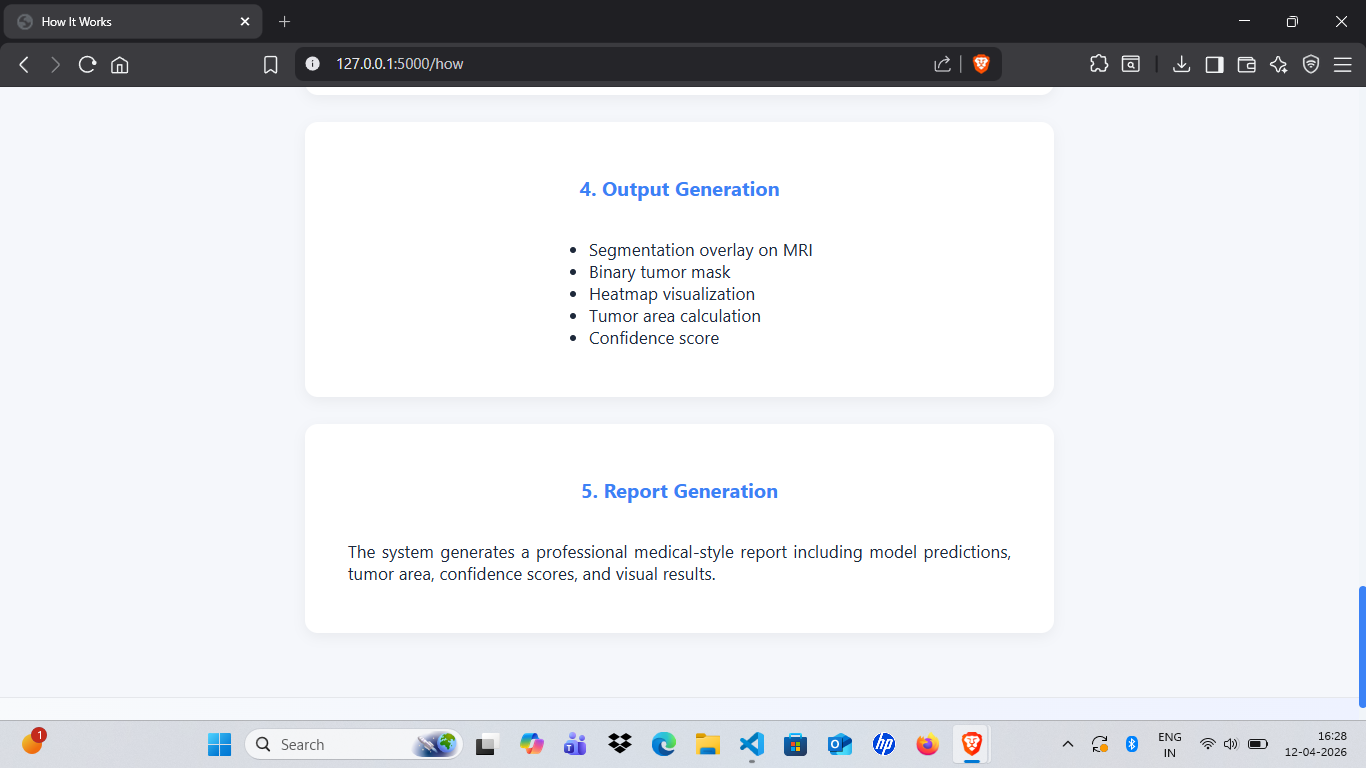 How It Works
127.0.0.1:5000/how
4. Output Generation
Segmentation overlay on MRI
Binary tumor mask
Heatmap visualization
Tumor area calculation
Confidence score
5. Report Generation
The system generates a professional medical-style report including model predictions,
tumor area, confidence scores, and visual results.
1
Search
ENG
IN
16:28
12-04-2026